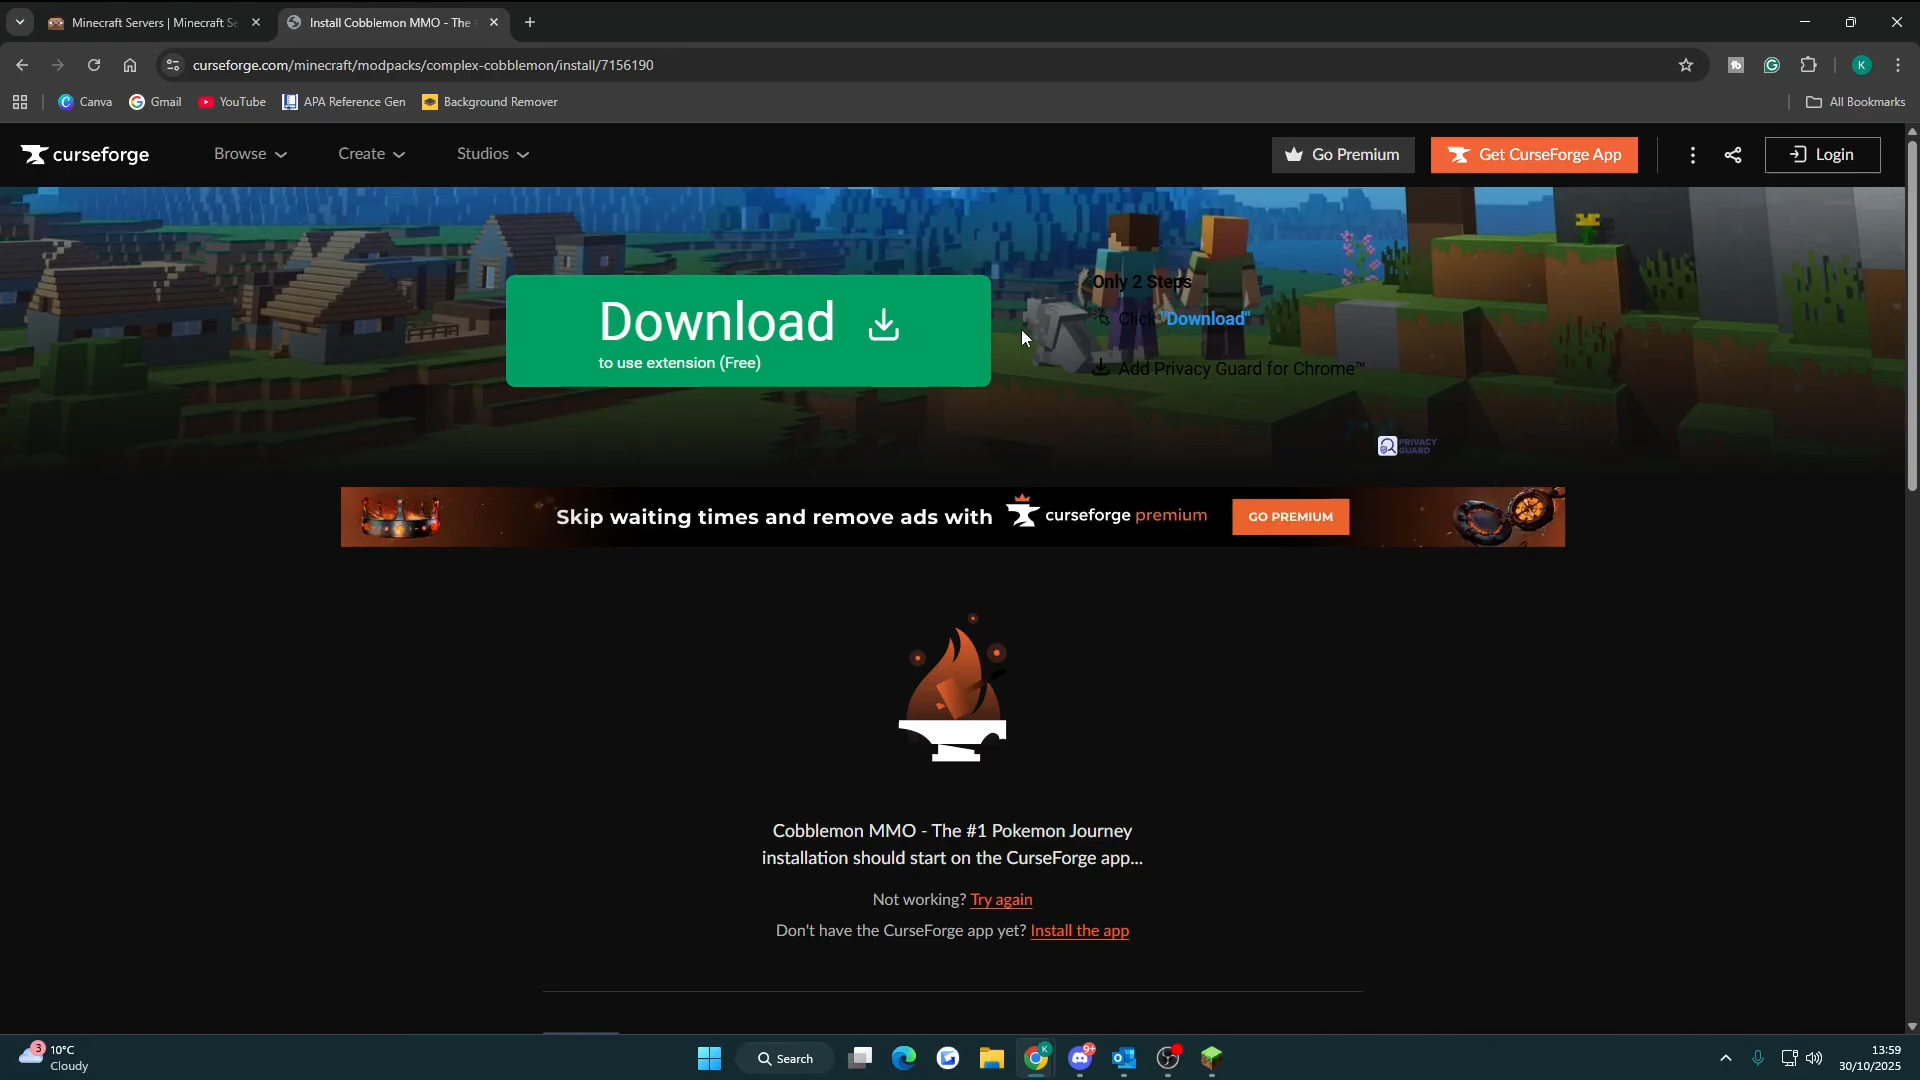 Minecraft Servers | Minecraft Se
Install Cobblemon MMO - The
curseforge.com/minecraft/modpacks/complex-cobblemon/install/7156190
K
Canva
Gmail
YouTube
APA Reference Gen
Background Remover
All Bookmarks
curseforge
Browse
Create
Studios
Go Premium
Get CurseForge App
Login
Download
to use extension (Free)
Only 2 Steps
Click "Download"
Add Privacy Guard for Chrome™
PRIVACY
GUARD
Skip waiting times and remove ads with curseforge premium
GO PREMIUM
Cobblemon MMO - The #1 Pokemon Journey
installation should start on the CurseForge app...
Not working? Try again
Don't have the CurseForge app yet? Install the app
3
10°C
Cloudy
Search
K
9+
13:59
30/10/2025